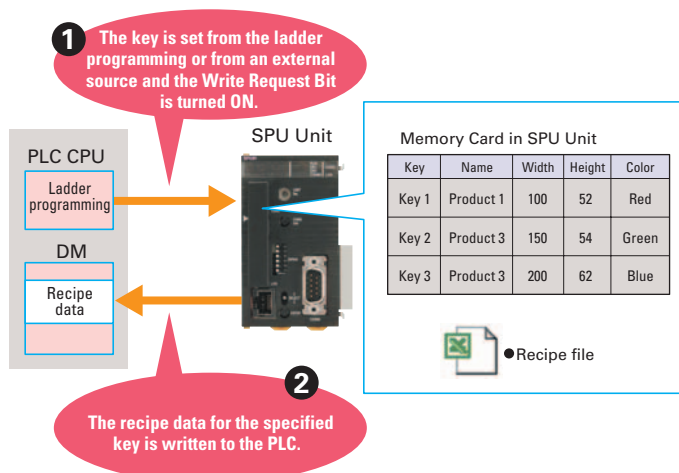 1
The key is set from the ladder
programming or from an external
source and the Write Request Bit
is turned ON.
SPU Unit
PLC CPU
Ladder
programming
DM
Recipe
data
Memory Card in SPU Unit
Key Name Width Height Color
Key 1 Product 1 100 52 Red
Key 2 Product 3 150 54 Green
Key 3 Product 3 200 62 Blue
●Recipe file
2
The recipe data for the specified
key is written to the PLC.